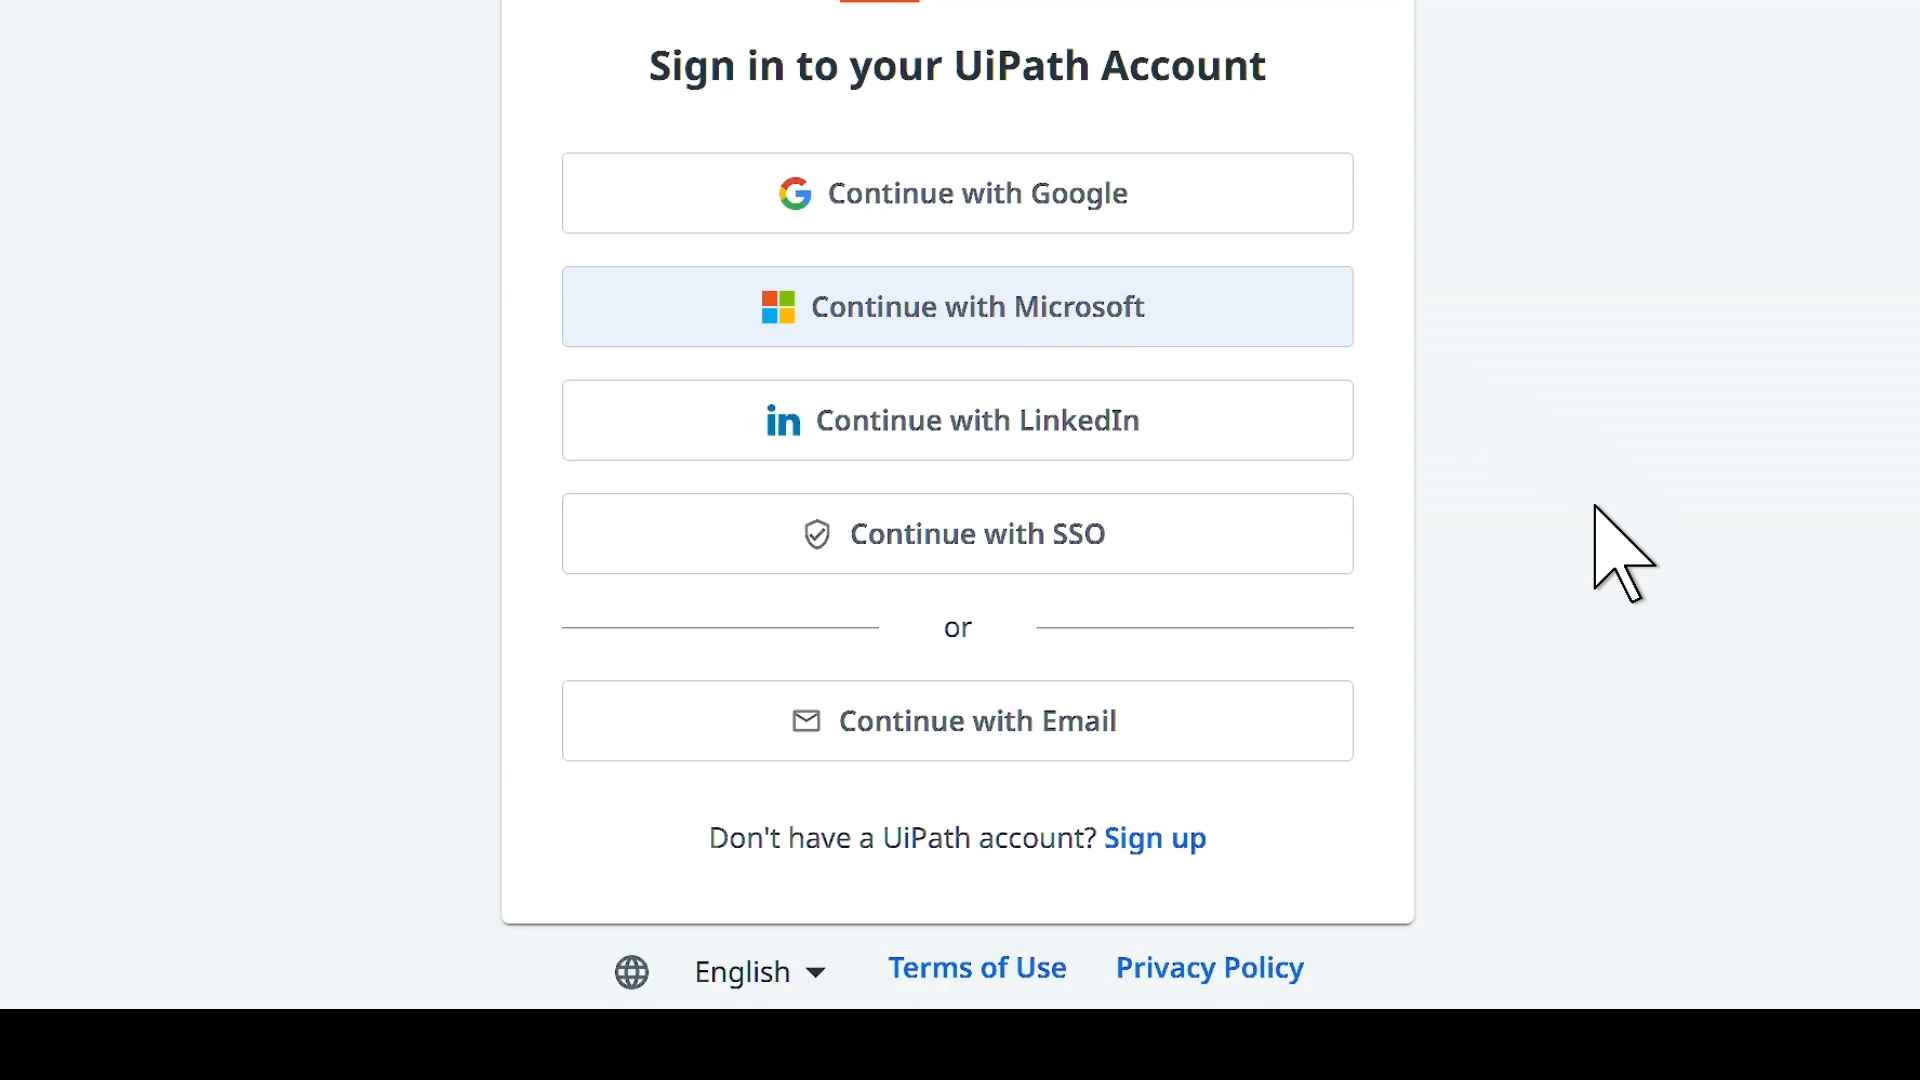 Sign in to your UiPath Account
Continue with Google
Continue with Microsoft
in Continue with LinkedIn
Continue with SSO
or
Continue with Email
Don't have a UiPath account? Sign up
English Terms of Use Privacy Policy